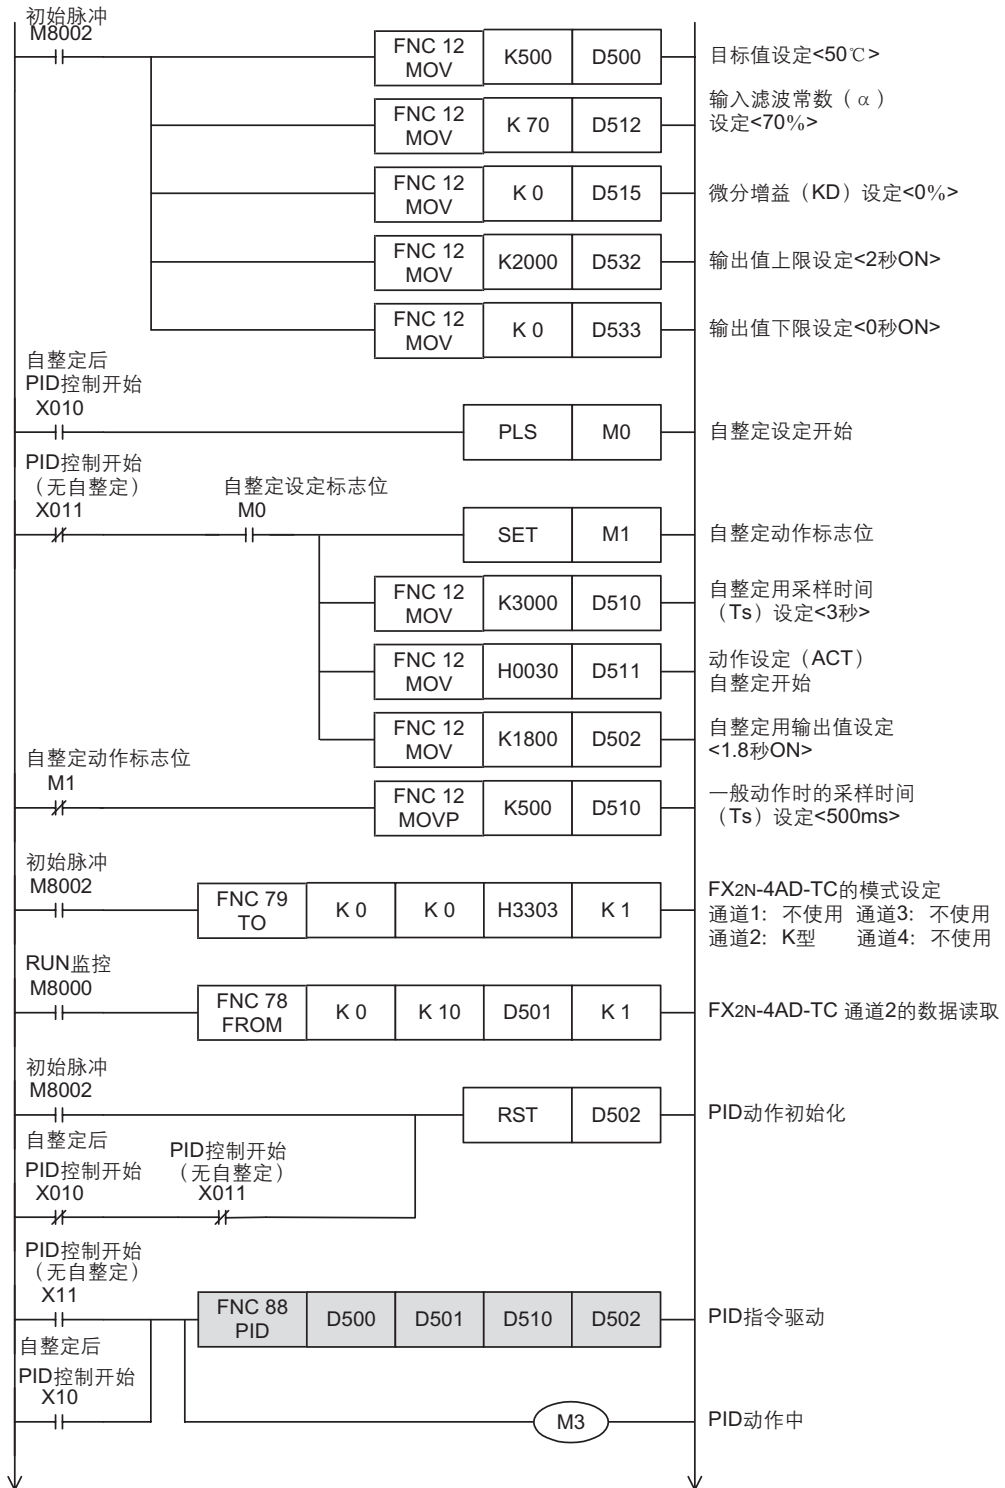 初始脉冲
M8002
FNC 12
MOV
K500
D500
目标值设定<50℃>
FNC 12
MOV
K 70
D512
输入滤波常数（α）
设定<70%>
FNC 12
MOV
K 0
D515
微分增益（KD）设定<0%>
FNC 12
MOV
K2000
D532
输出值上限设定<2秒ON>
FNC 12
MOV
K 0
D533
输出值下限设定<0秒ON>
自整定后
PID控制开始
X010
PLS
M0
自整定设定开始
PID控制开始
（无自整定）
X011
自整定设定标志位
M0
SET
M1
自整定动作标志位
FNC 12
MOV
K3000
D510
自整定用采样时间
（Ts）设定<3秒>
FNC 12
MOV
H0030
D511
动作设定（ACT）
自整定开始
FNC 12
MOV
K1800
D502
自整定用输出值设定
<1.8秒ON>
自整定动作标志位
M1
FNC 12
MOVP
K500
D510
一般动作时的采样时间
（Ts）设定<500ms>
初始脉冲
M8002
FNC 79
TO
K 0
K 0
H3303
K 1
FX2N-4AD-TC的模式设定
通道1：不使用 通道3：不使用
通道2：K型 通道4：不使用
RUN监控
M8000
FNC 78
FROM
K 0
K 10
D501
K 1
FX2N-4AD-TC 通道2的数据读取
初始脉冲
M8002
RST
D502
PID动作初始化
自整定后
PID控制开始
X010
PID控制开始
（无自整定）
X011
PID控制开始
（无自整定）
X11
FNC 88
PID
D500
D501
D510
D502
PID指令驱动
自整定后
PID控制开始
X10
M3
PID动作中